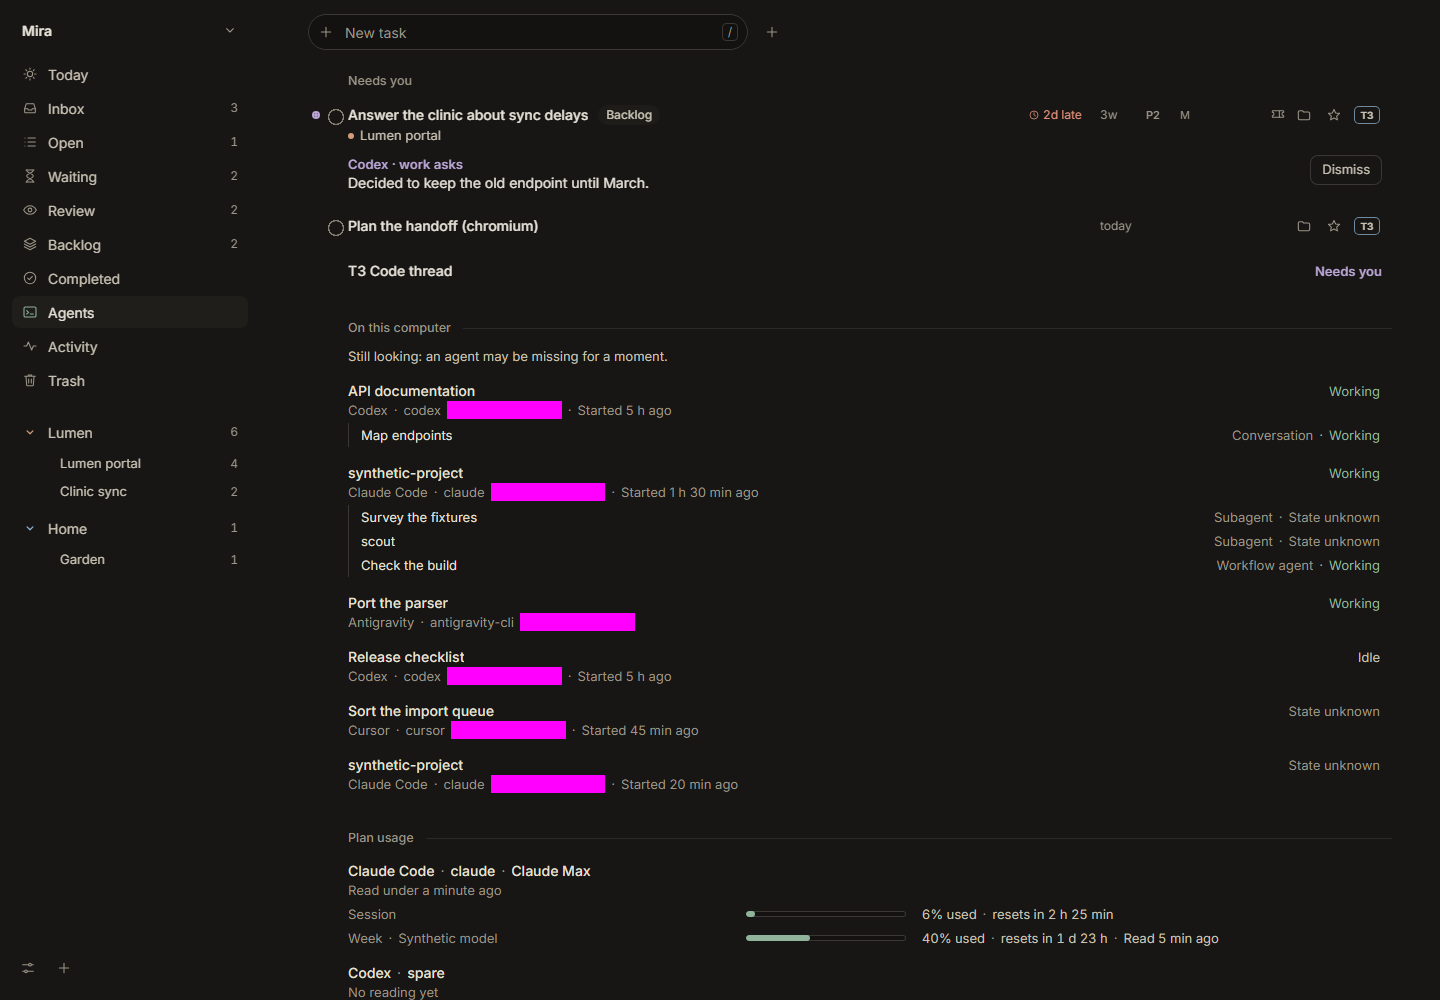 Mira
New task /
Today
Inbox 3
Open 1
Waiting 2
Review 2
Backlog 2
Completed
Agents
Activity
Trash
Lumen 6
Lumen portal 4
Clinic sync 2
Home 1
Garden 1
Needs you
Answer the clinic about sync delays Backlog 2d late 3w P2 M T3
Lumen portal
Codex · work asks
Decided to keep the old endpoint until March. Dismiss
Plan the handoff (chromium) today T3
T3 Code thread Needs you
On this computer
Still looking: an agent may be missing for a moment.
API documentation Working
Codex · codex · Started 5 h ago
Map endpoints Conversation · Working
synthetic-project Working
Claude Code · claude · Started 1 h 30 min ago
Survey the fixtures Subagent · State unknown
scout Subagent · State unknown
Check the build Workflow agent · Working
Port the parser Working
Antigravity · antigravity-cli
Release checklist Idle
Codex · codex · Started 5 h ago
Sort the import queue State unknown
Cursor · cursor · Started 45 min ago
synthetic-project State unknown
Claude Code · claude · Started 20 min ago
Plan usage
Claude Code · claude · Claude Max
Read under a minute ago
Session 6% used · resets in 2 h 25 min
Week · Synthetic model 40% used · resets in 1 d 23 h · Read 5 min ago
Codex · spare
No reading yet